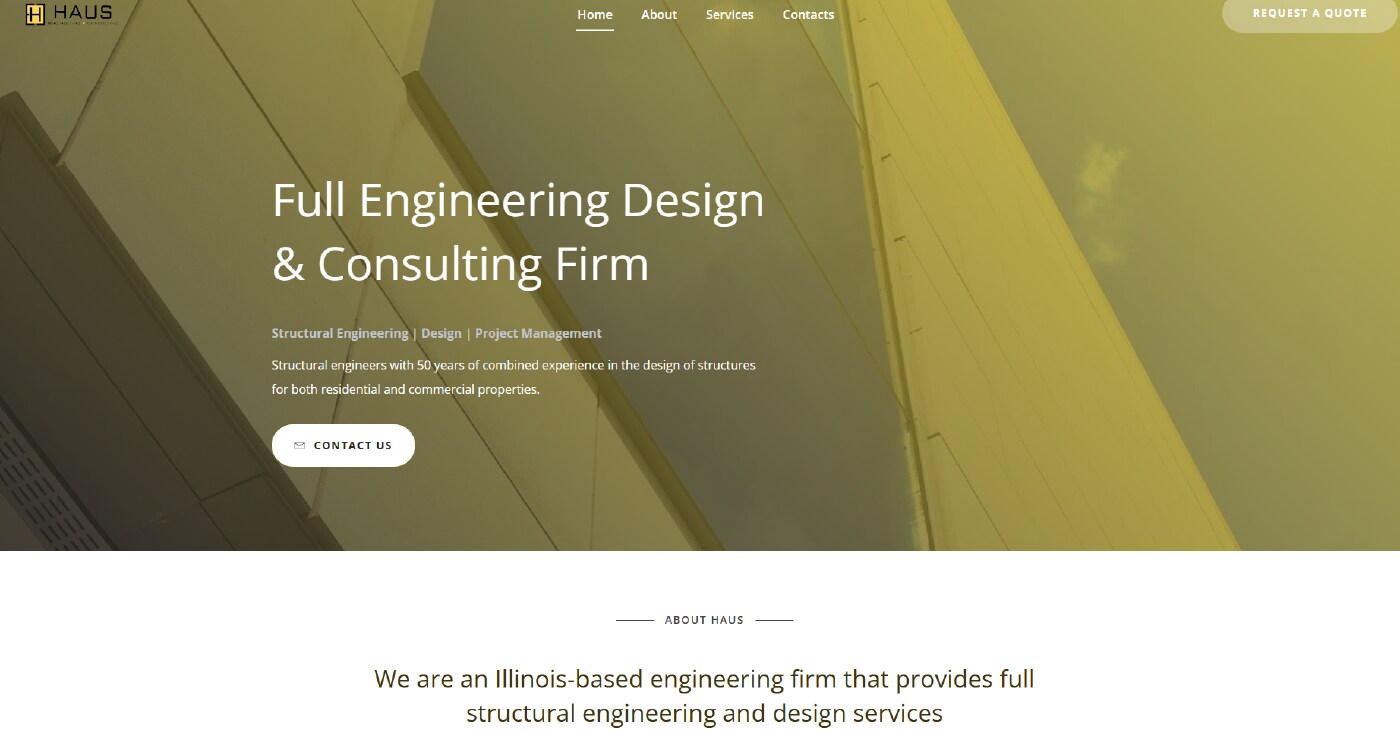 HAUS
Home About Services Contacts
REQUEST A QUOTE
Full Engineering Design
& Consulting Firm
Structural Engineering | Design | Project Management
Structural engineers with 50 years of combined experience in the design of structures
for both residential and commercial properties.
CONTACT US
ABOUT HAUS
We are an Illinois-based engineering firm that provides full
structural engineering and design services